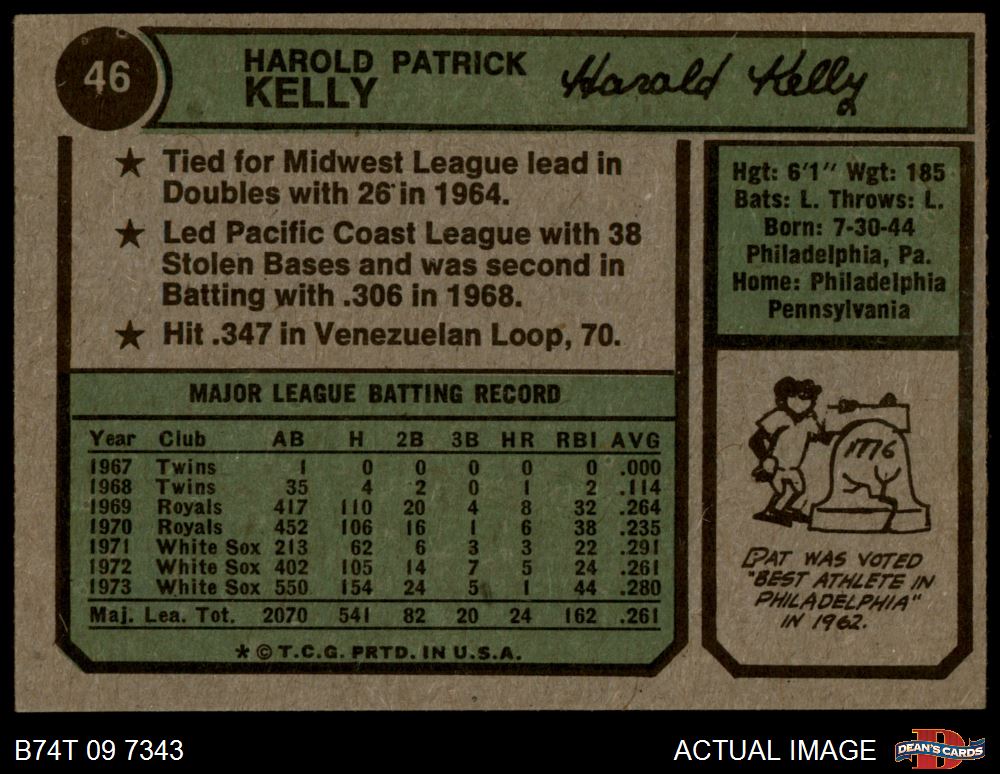 46
HAROLD PATRICK
KELLY
Harold Kelly
★ Tied for Midwest League lead in
Doubles with 26 in 1964.
★ Led Pacific Coast League with 38
Stolen Bases and was second in
Batting with .306 in 1968.
★ Hit .347 in Venezuelan Loop, 70.
Hgt: 6'1" Wgt: 185
Bats: L. Throws: L.
Born: 7-30-44
Philadelphia, Pa.
Home: Philadelphia
Pennsylvania
MAJOR LEAGUE BATTING RECORD
Year Club AB H 2B 3B HR RBI AVG
1967 Twins 1 0 0 0 0 0 .000
1968 Twins 35 4 2 0 1 2 .114
1969 Royals 417 110 20 4 8 32 .264
1970 Royals 452 106 16 1 6 38 .235
1971 White Sox 213 62 6 3 3 22 .291
1972 White Sox 402 105 14 7 5 24 .261
1973 White Sox 550 154 24 5 1 44 .280
Maj. Lea. Tot. 2070 541 82 20 24 162 .261
* © T.C.G. PRTD. IN U.S.A.
1776
PAT WAS VOTED
"BEST ATHLETE IN
PHILADELPHIA"
IN 1962.
B74T 09 7343
ACTUAL IMAGE
DEAN'S CARDS